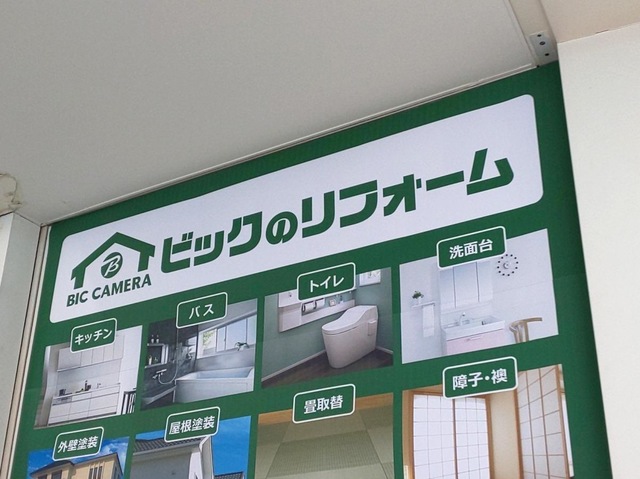 BIC CAMERA
ビックのリフォーム
キッチン
バス
トイレ
洗面台
外壁塗装
屋根塗装
畳取替
障子・襖